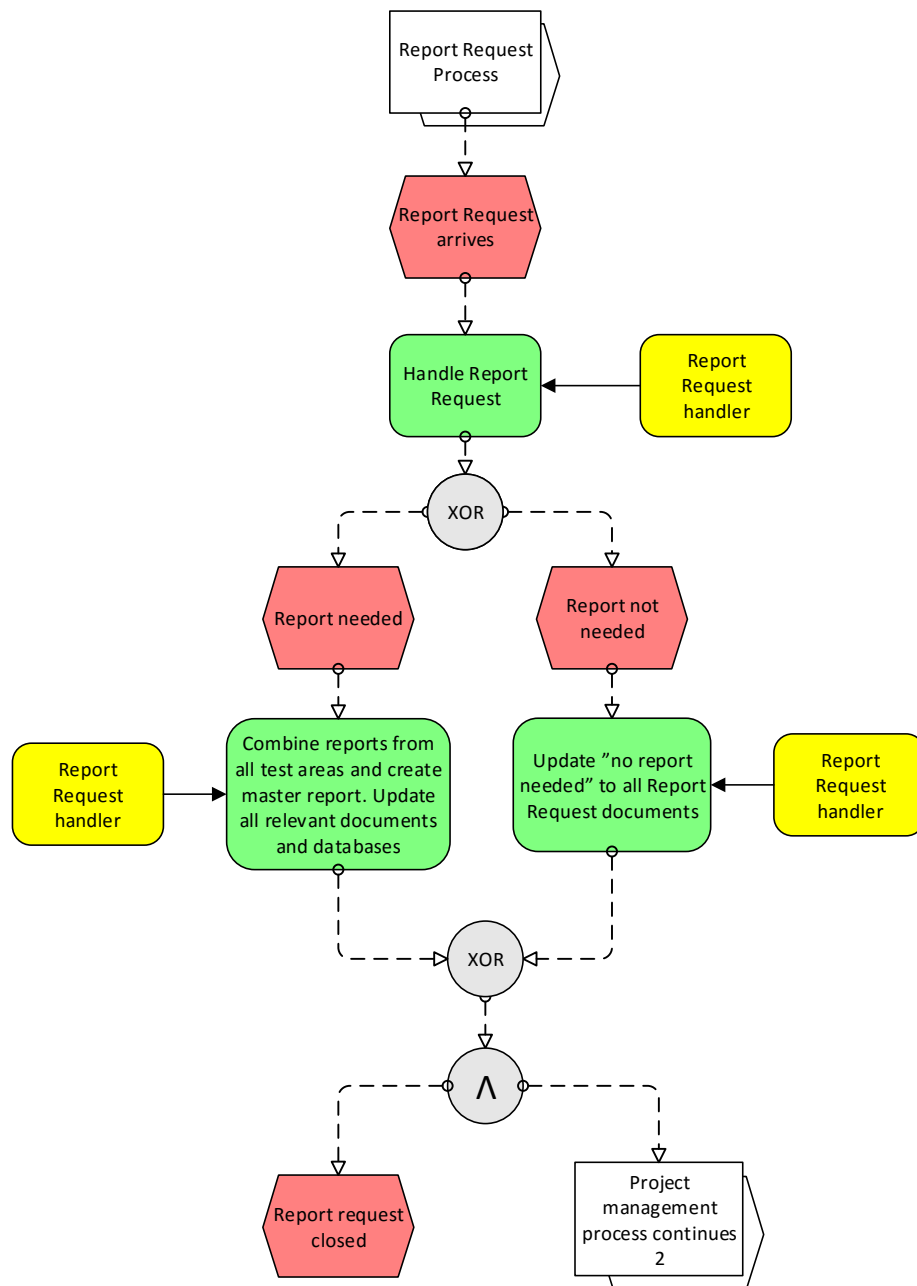 Report Request
Process
Report Request
arrives
Handle Report
Request
Report
Request
handler
XOR
Report needed
Report not
needed
Report
Request
handler
Combine reports from
all test areas and create
master report. Update
all relevant documents
and databases
Update ”no report
needed” to all Report
Request documents
Report
Request
handler
XOR
Λ
Report request
closed
Project
management
process continues
2